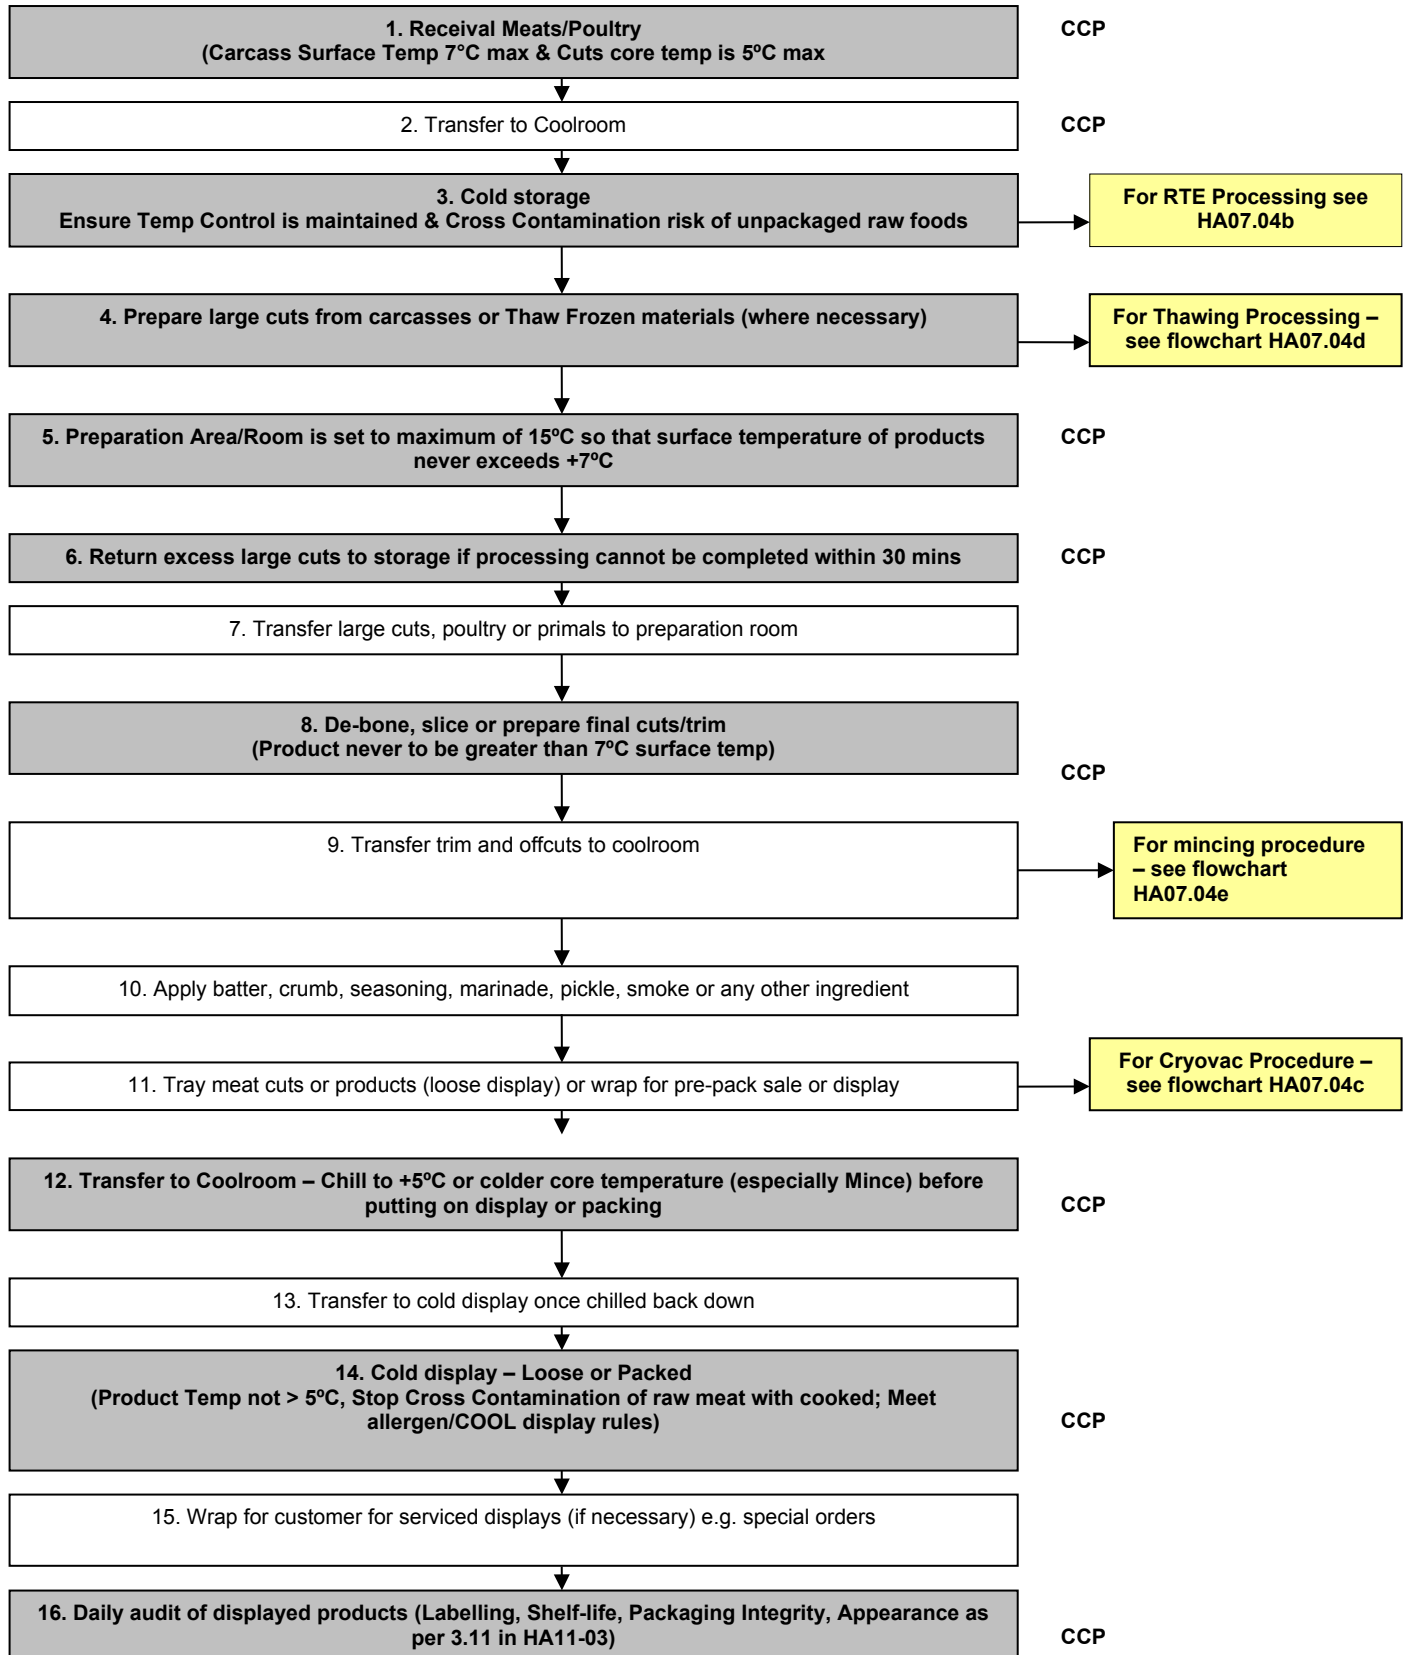 1. Receival Meats/Poultry
(Carcass Surface Temp 7°C max & Cuts core temp is 5ºC max
CCP
2. Transfer to Coolroom
CCP
3. Cold storage
Ensure Temp Control is maintained & Cross Contamination risk of unpackaged raw foods
For RTE Processing see
HA07.04b
4. Prepare large cuts from carcasses or Thaw Frozen materials (where necessary)
For Thawing Processing –
see flowchart HA07.04d
5. Preparation Area/Room is set to maximum of 15ºC so that surface temperature of products
never exceeds +7ºC
CCP
6. Return excess large cuts to storage if processing cannot be completed within 30 mins
CCP
7. Transfer large cuts, poultry or primals to preparation room
8. De-bone, slice or prepare final cuts/trim
(Product never to be greater than 7ºC surface temp)
CCP
9. Transfer trim and offcuts to coolroom
For mincing procedure
– see flowchart
HA07.04e
10. Apply batter, crumb, seasoning, marinade, pickle, smoke or any other ingredient
11. Tray meat cuts or products (loose display) or wrap for pre-pack sale or display
For Cryovac Procedure –
see flowchart HA07.04c
12. Transfer to Coolroom – Chill to +5ºC or colder core temperature (especially Mince) before
putting on display or packing
CCP
13. Transfer to cold display once chilled back down
14. Cold display – Loose or Packed
(Product Temp not > 5ºC, Stop Cross Contamination of raw meat with cooked; Meet
allergen/COOL display rules)
CCP
15. Wrap for customer for serviced displays (if necessary) e.g. special orders
16. Daily audit of displayed products (Labelling, Shelf-life, Packaging Integrity, Appearance as
per 3.11 in HA11-03)
CCP